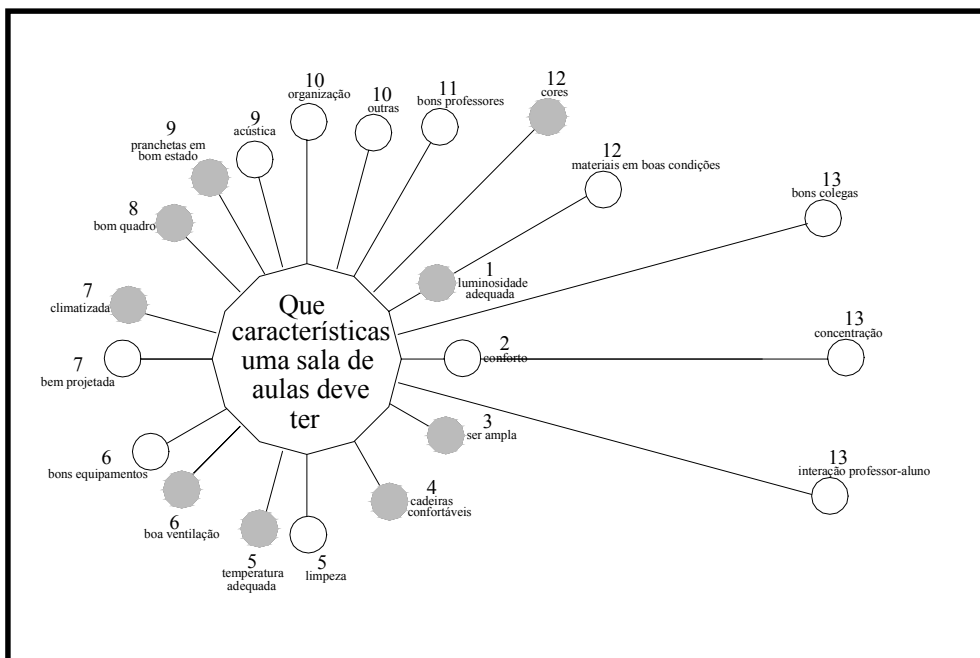 10
organização
10
outras
11
bons professores
12
cores
9
acústica
9
pranchetas em
bom estado
12
materiais em boas condições
13
bons colegas
8
bom quadro
1
luminosidade
adequada
7
climatizada
Que
características
uma sala de
aulas deve
ter
13
concentração
2
conforto
7
bem projetada
3
ser ampla
6
bons equipamentos
13
interação professor-aluno
4
cadeiras
confortáveis
6
boa ventilação
5
temperatura
adequada
5
limpeza